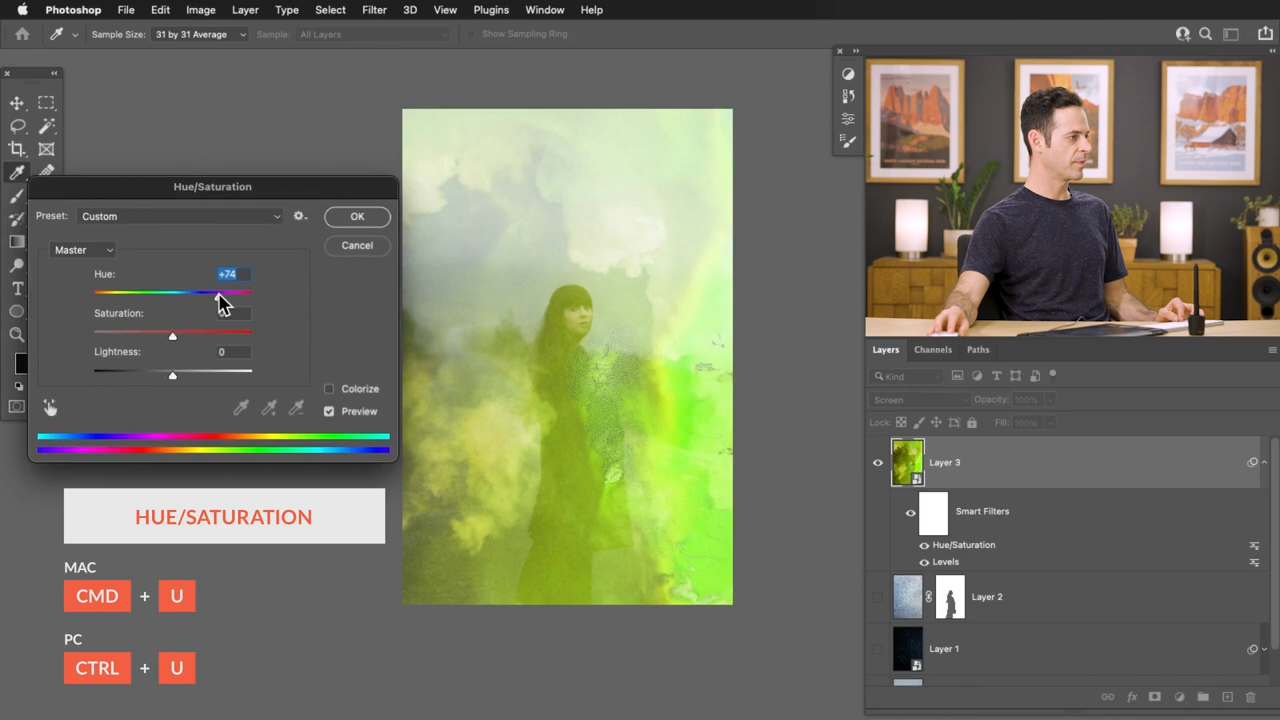 Photoshop File Edit Image Layer Type Select Filter 3D View Plugins Window Help
Sample Size: 31 by 31 Average Sample: All Layers Show Sampling Ring
Hue/Saturation
Preset: Custom
OK
Cancel
Master
Hue: +74
Saturation:
Lightness: 0
Colorize
Preview
HUE/SATURATION
MAC
CMD + U
PC
CTRL + U
Layers Channels Paths
Kind
Screen Opacity: 100%
Lock: Fill: 100%
Layer 3
Smart Filters
Hue/Saturation
Levels
Layer 2
Layer 1
fx